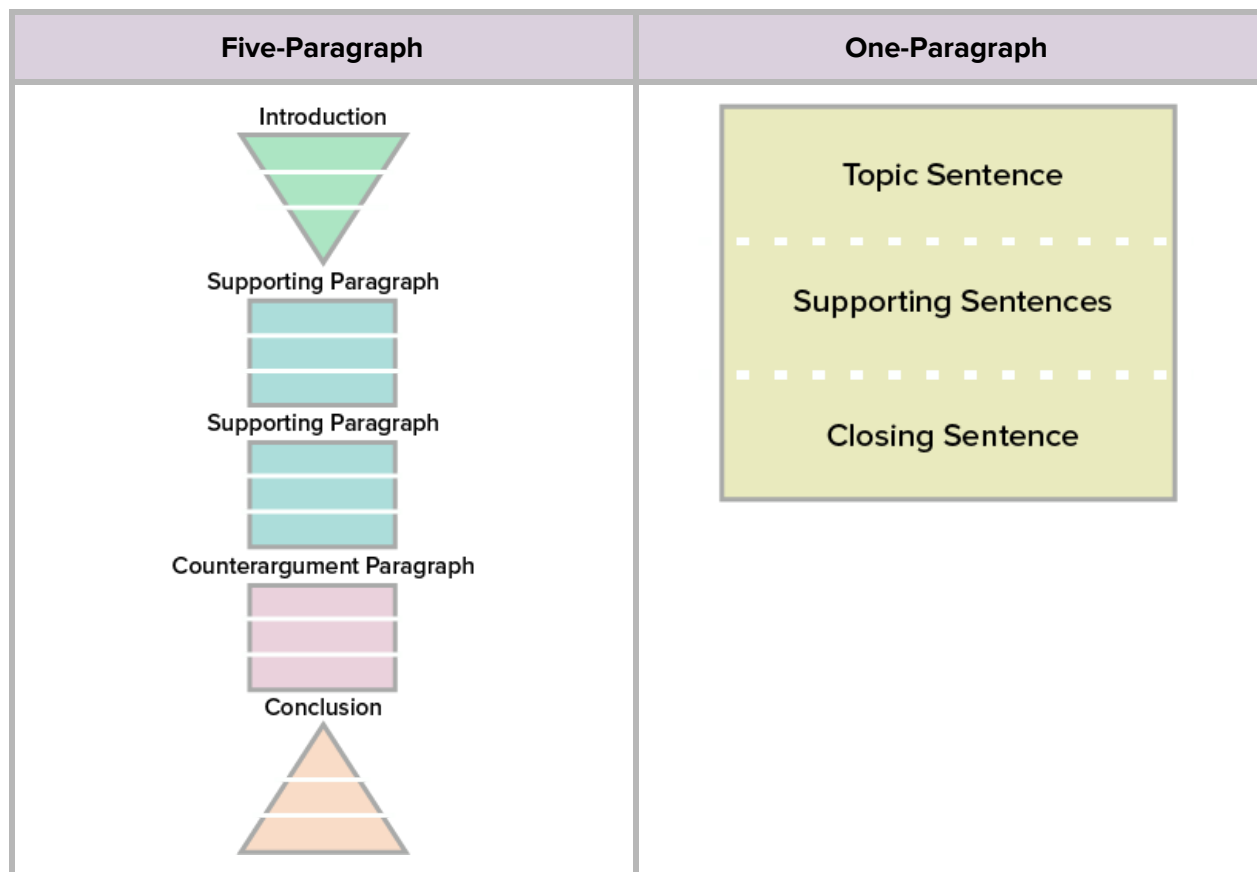 Five-Paragraph
One-Paragraph
Introduction
Supporting Paragraph
Supporting Paragraph
Counterargument Paragraph
Conclusion
Topic Sentence
Supporting Sentences
Closing Sentence